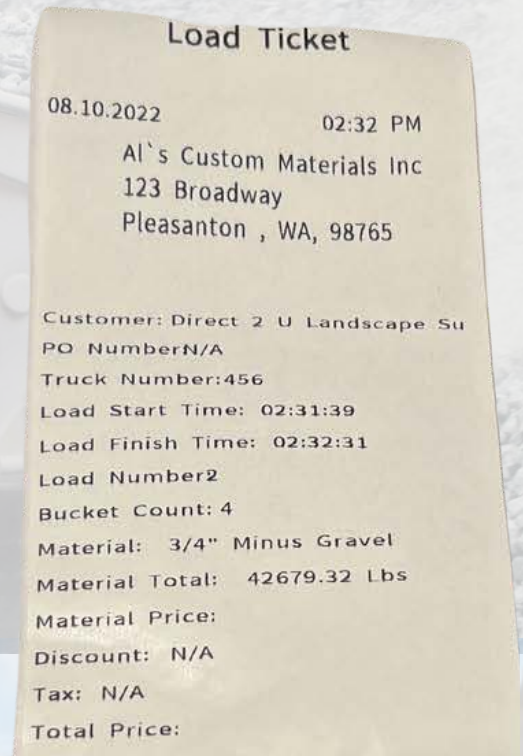 Load Ticket
08.10.2022 02:32 PM
Al`s Custom Materials Inc
123 Broadway
Pleasanton , WA, 98765
Customer: Direct 2 U Landscape Su
PO NumberN/A
Truck Number:456
Load Start Time: 02:31:39
Load Finish Time: 02:32:31
Load Number2
Bucket Count: 4
Material: 3/4" Minus Gravel
Material Total: 42679.32 Lbs
Material Price:
Discount: N/A
Tax: N/A
Total Price: